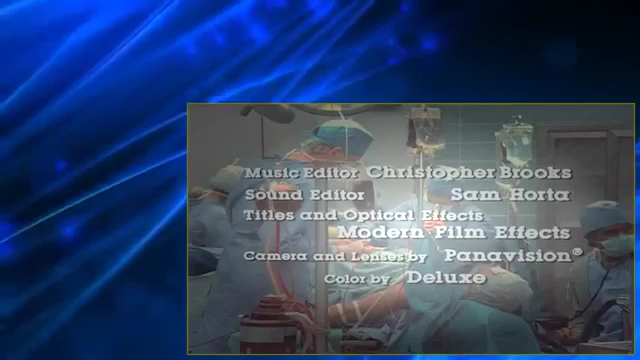 Music Editor Christopher Brooks
Sound Editor Sam Horta
Titles and Optical Effects
Modern Film Effects
Camera and Lenses by Panavision®
Color by Deluxe